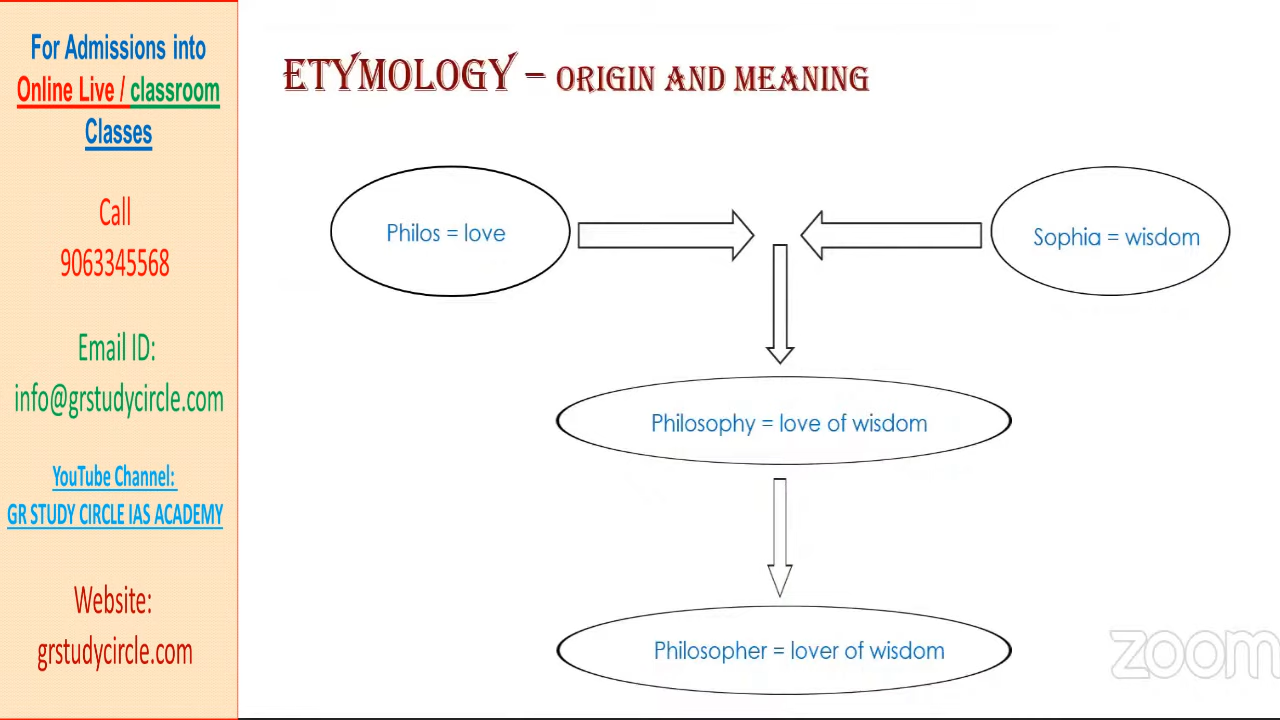 For Admissions into
Online Live / classroom
Classes
Call
9063345568
Email ID:
info@grstudycircle.com
YouTube Channel:
GR STUDY CIRCLE IAS ACADEMY
Website:
grstudycircle.com
ETYMOLOGY – ORIGIN AND MEANING
Philos = love
Sophia = wisdom
Philosophy = love of wisdom
Philosopher = lover of wisdom
zoom